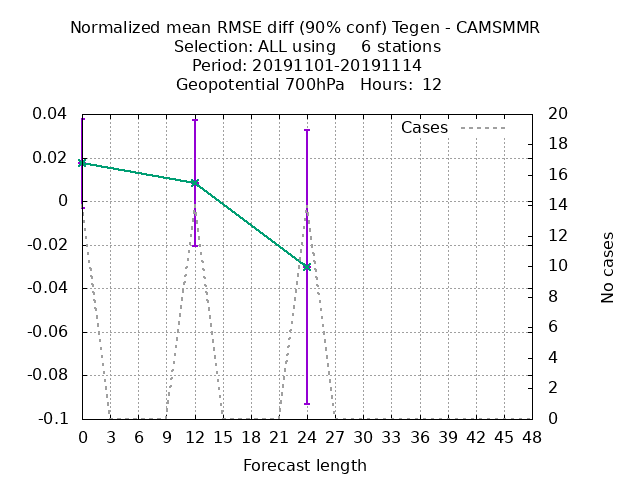 Normalized mean RMSE diff (90% conf) Tegen - CAMSMMR
Selection: ALL using     6 stations
Period: 20191101-20191114
Geopotential 700hPa   Hours:  12
Cases
0.04
0.02
0
-0.02
-0.04
-0.06
-0.08
-0.1
20
18
16
14
12
10
8
6
4
2
0
No cases
0 3 6 9 12 15 18 21 24 27 30 33 36 39 42 45 48
Forecast length